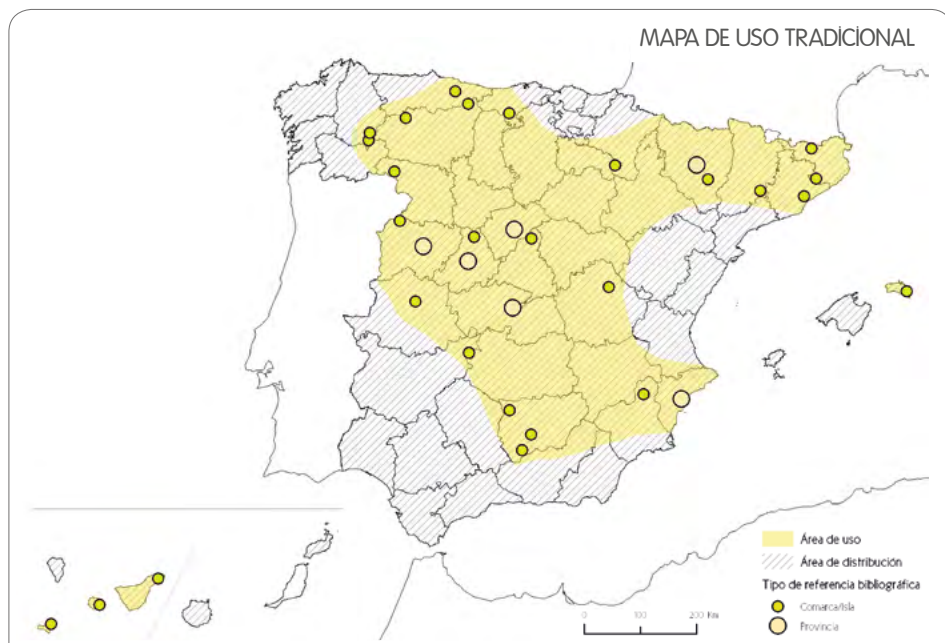 MAPA DE USO TRADICIONAL
Área de uso
Área de distribución
Tipo de referencia bibliográfica
Comarca/Isla
Provincia
0 100 200 Km